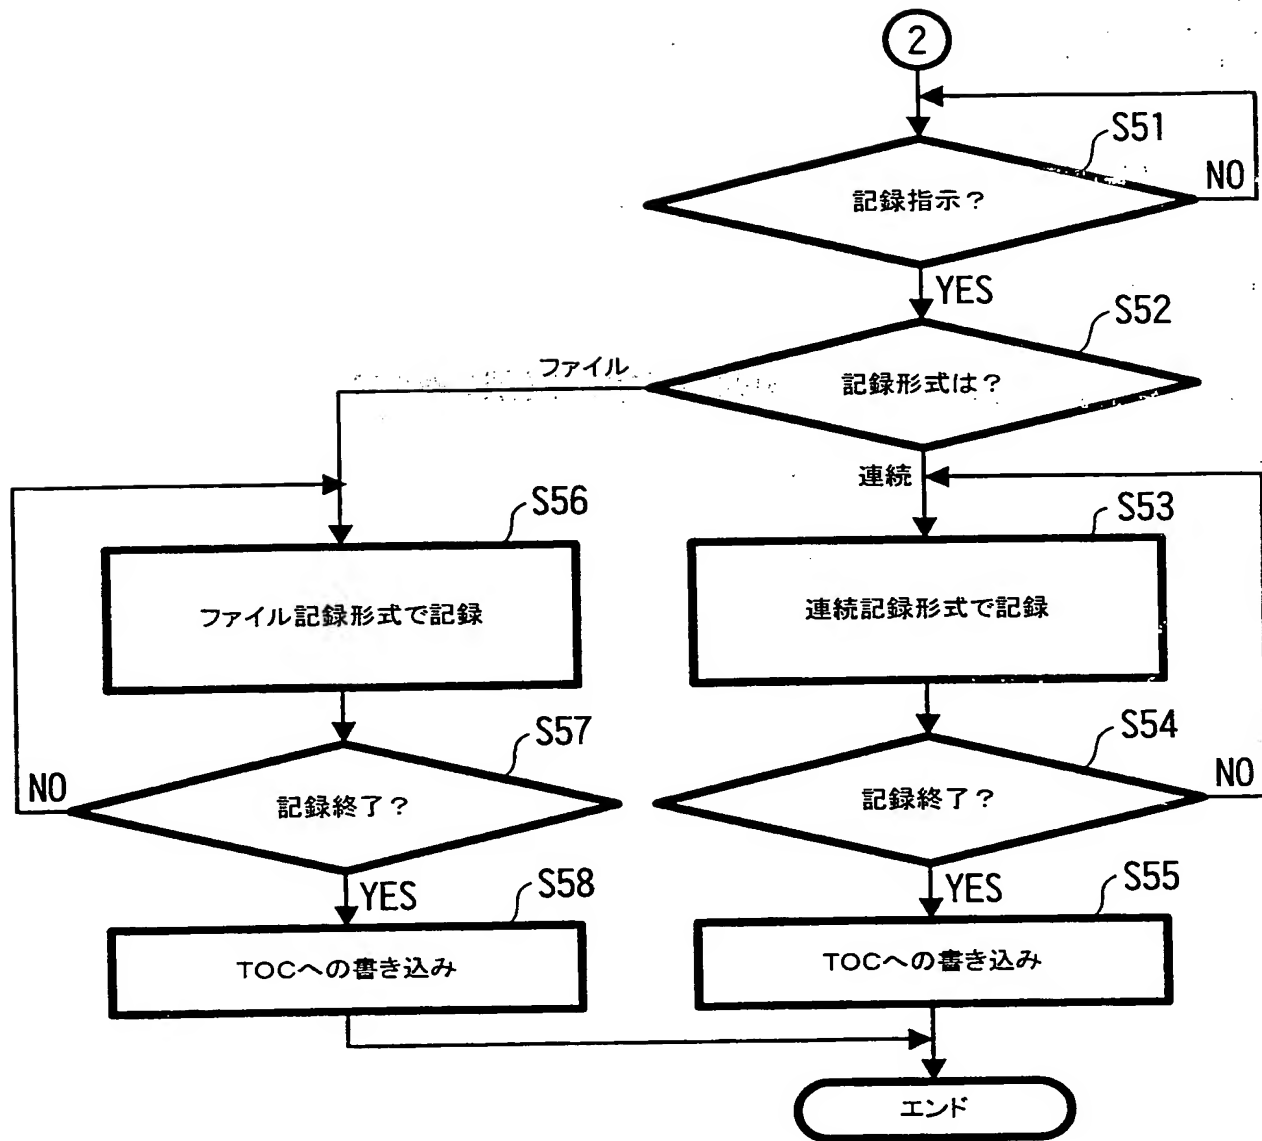 2
S51
記録指示?
NO
YES
S52
ファイル
記録形式は?
連続
S56
S53
ファイル記録形式で記録
連続記録形式で記録
S57
S54
NO
記録終了?
記録終了?
NO
YES
S58
YES
S55
TOCへの書き込み
TOCへの書き込み
エンド